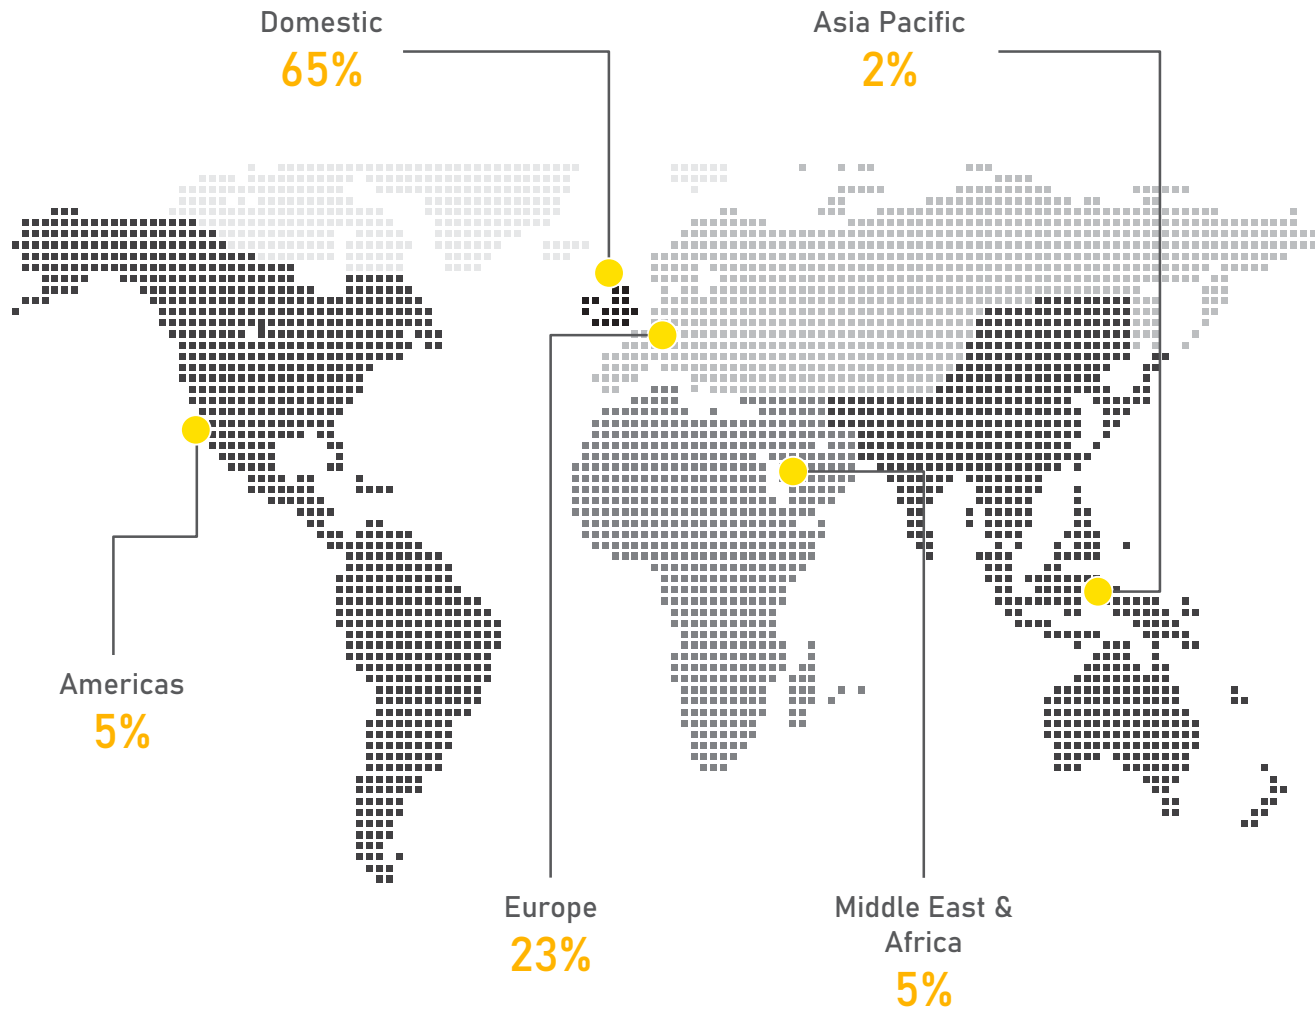 Domestic
65%
Asia Pacific
2%
Americas
5%
Europe
23%
Middle East &
Africa
5%